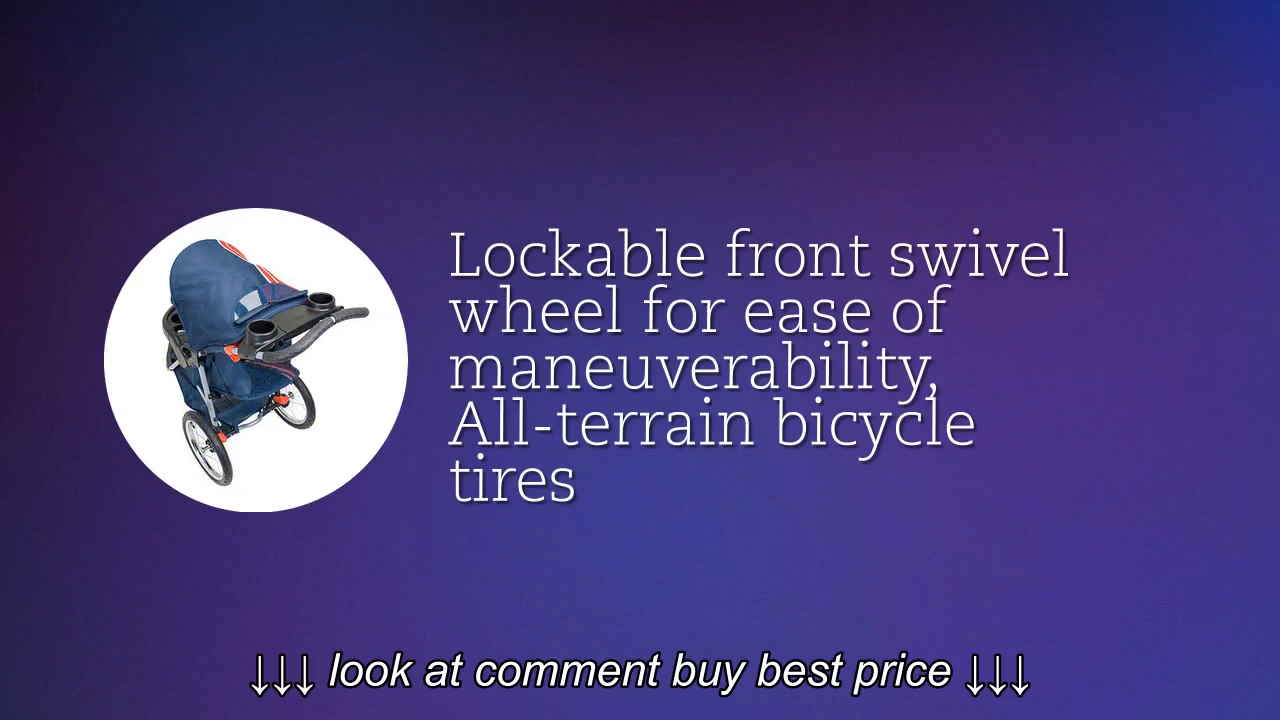 Lockable front swivel
wheel for ease of
maneuverability,
All-terrain bicycle
tires
↓↓↓ look at comment buy best price ↓↓↓